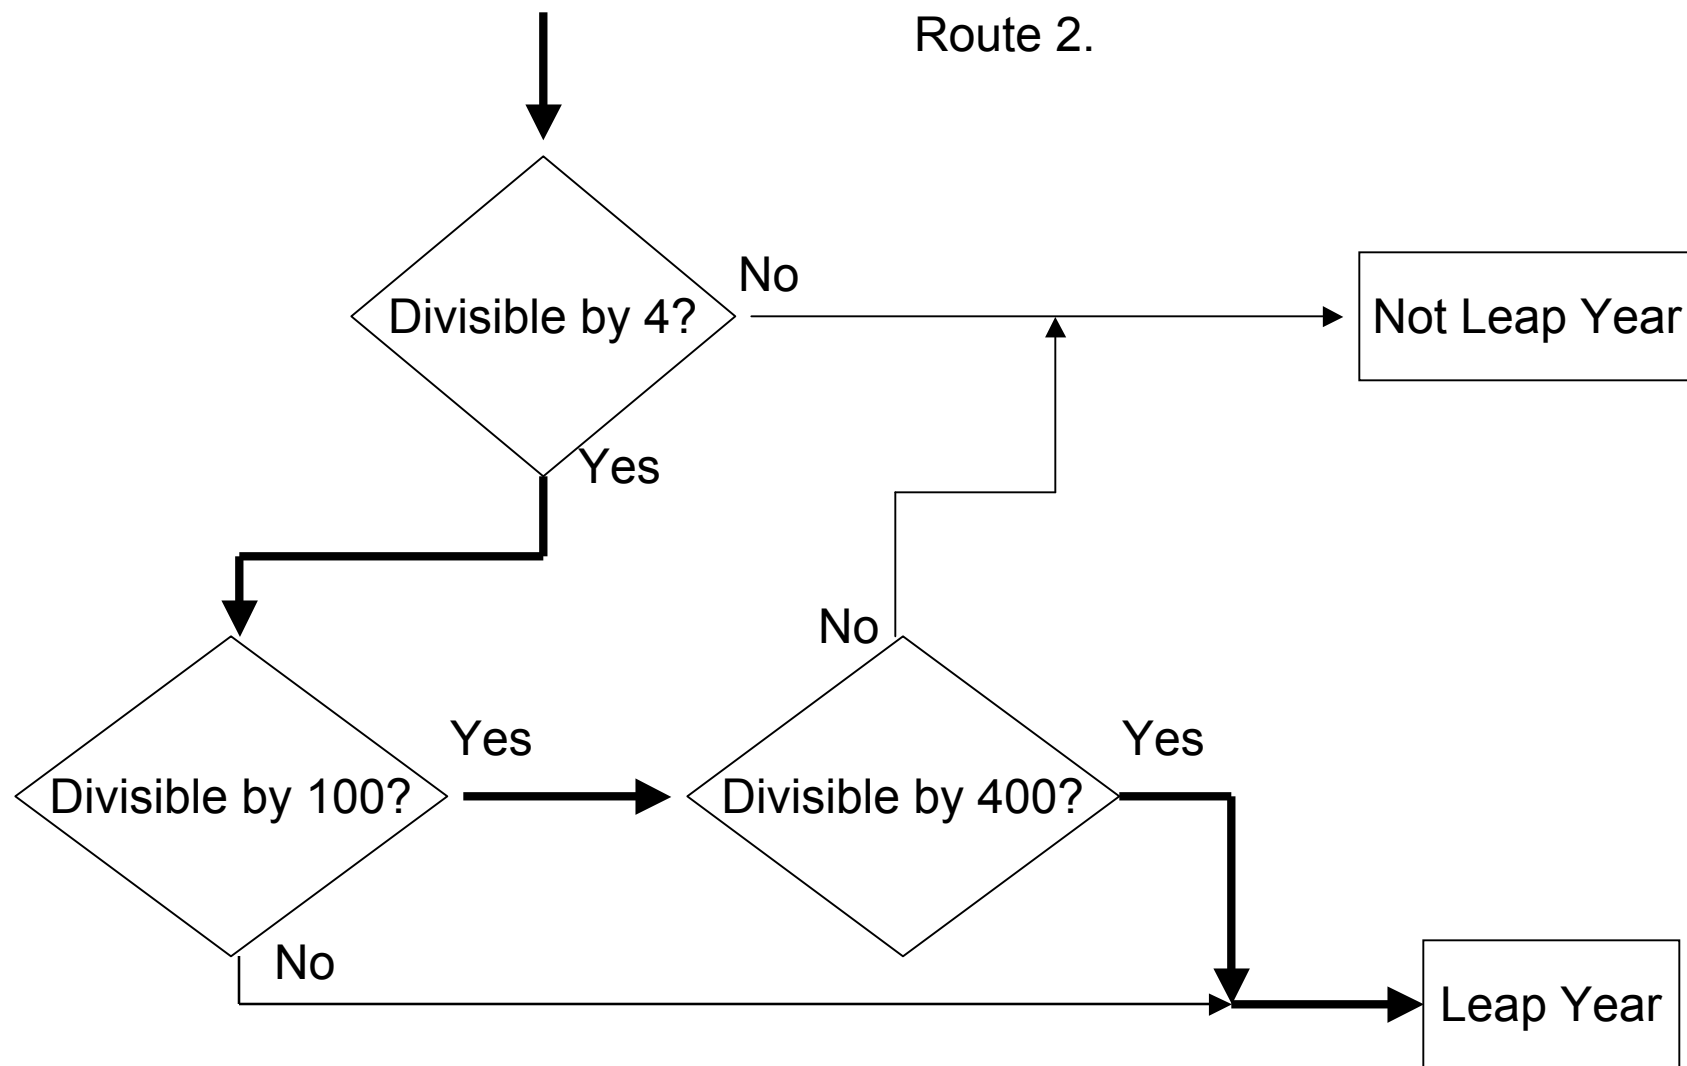 Route 2.
No
Divisible by 4?
Not Leap Year
Yes
No
Yes
Yes
Divisible by 100?
Divisible by 400?
No
Leap Year